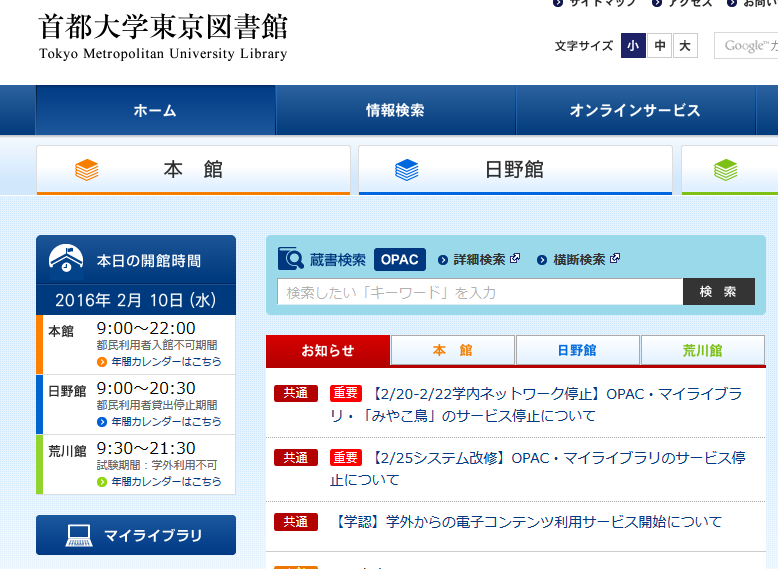 首都大学東京図書館
Tokyo Metropolitan University Library
サイトマップ アクセス お問い
文字サイズ 小 中 大 Google™カ
ホーム 情報検索 オンラインサービス
本 館 日野館
本日の開館時間
2016年 2月 10日 (水)
本館 9:00～22:00
都民利用者入館不可期間
年間カレンダーはこちら
日野館 9:00～20:30
都民利用者貸出停止期間
年間カレンダーはこちら
荒川館 9:30～21:30
試験期間：学外利用不可
年間カレンダーはこちら
マイライブラリ
蔵書検索 OPAC 詳細検索 横断検索
検索したい「キーワード」を入力 検 索
お知らせ 本 館 日野館 荒川館
共通 重要 【2/20-2/22学内ネットワーク停止】OPAC・マイライブラ
リ・「みやこ鳥」のサービス停止について
共通 重要 【2/25システム改修】OPAC・マイライブラリのサービス停
止について
共通 【学認】学外からの電子コンテンツ利用サービス開始について